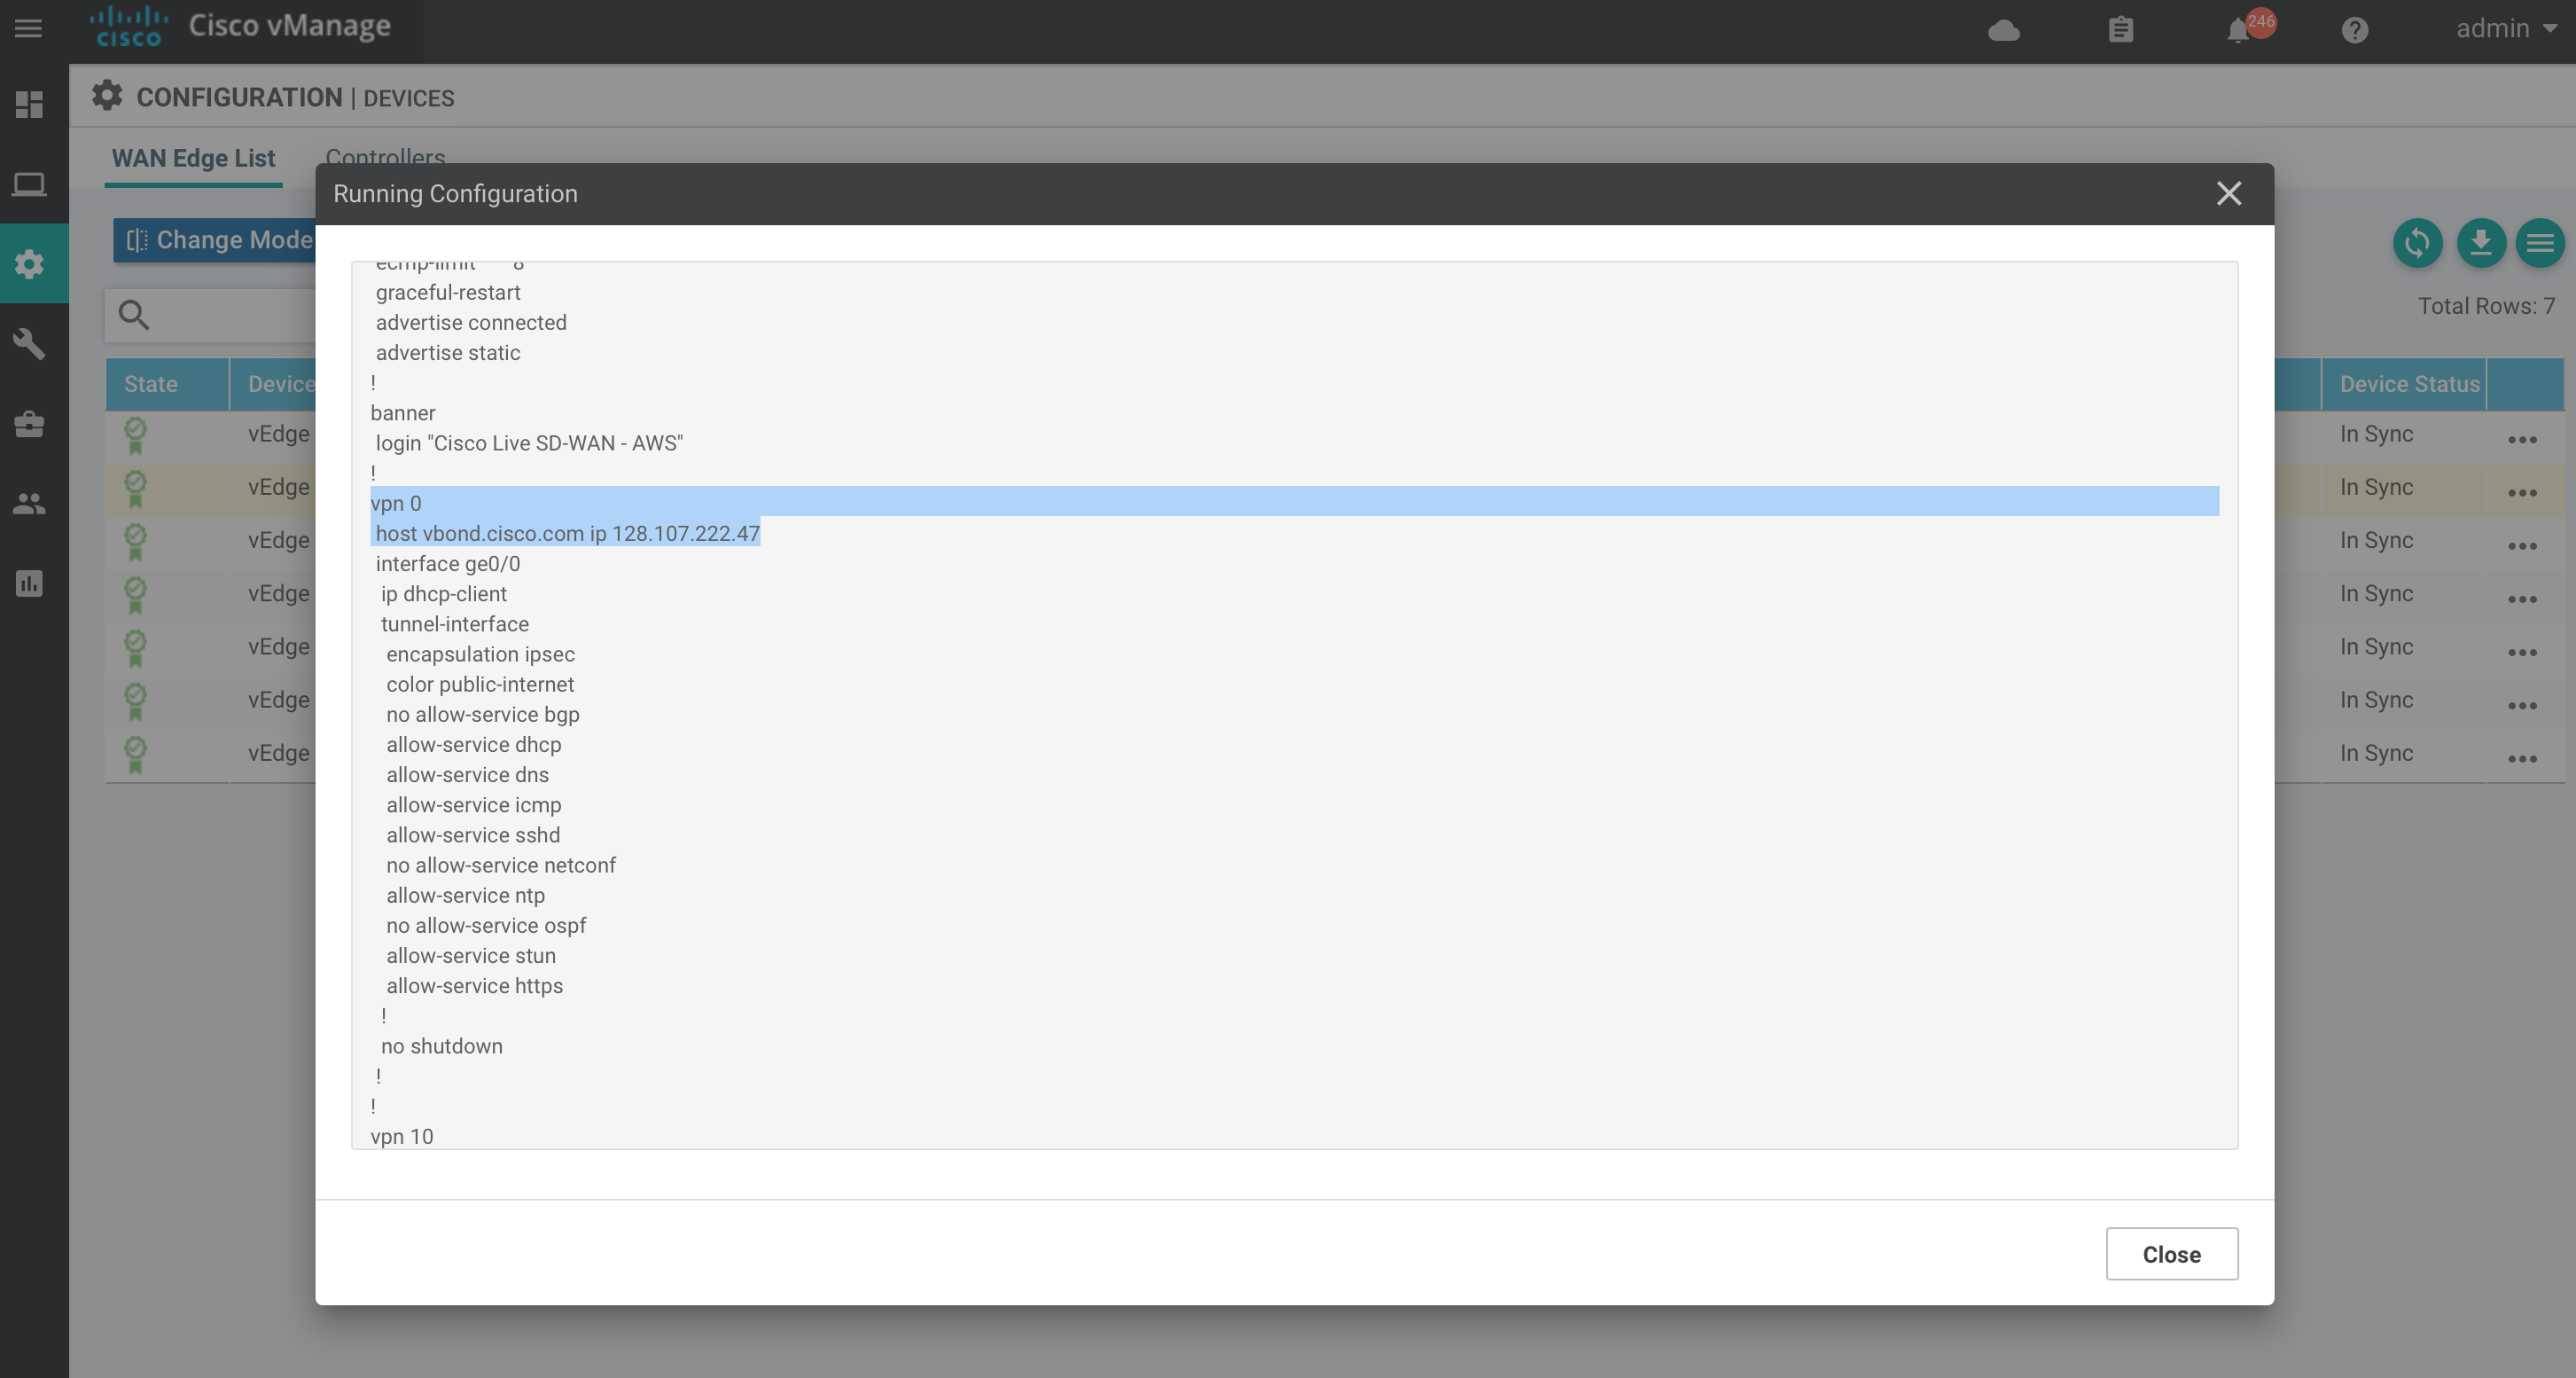 cisco
Cisco vManage
246
admin
CONFIGURATION | DEVICES
WAN Edge List
Controllers
Running Configuration
Change Mode
Total Rows: 7
State
Device
Device Status
vEdge
In Sync
vEdge
In Sync
vEdge
In Sync
vEdge
In Sync
vEdge
In Sync
vEdge
In Sync
vEdge
In Sync
ecmp-limit 8
graceful-restart
advertise connected
advertise static
!
banner
login "Cisco Live SD-WAN - AWS"
!
vpn 0
host vbond.cisco.com ip 128.107.222.47
interface ge0/0
ip dhcp-client
tunnel-interface
encapsulation ipsec
color public-internet
no allow-service bgp
allow-service dhcp
allow-service dns
allow-service icmp
allow-service sshd
no allow-service netconf
allow-service ntp
no allow-service ospf
allow-service stun
allow-service https
!
no shutdown
!
!
vpn 10
Close